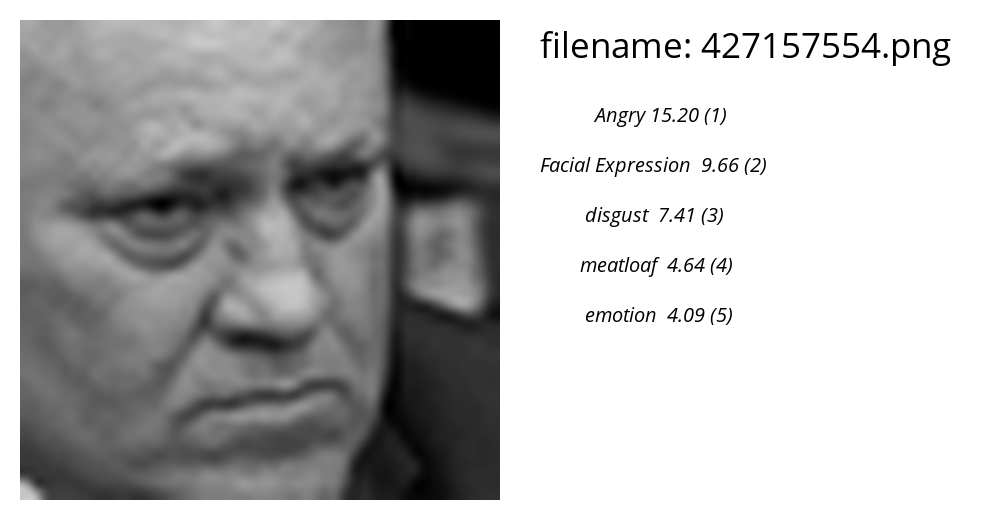 filename: 427157554.png
Angry 15.20 (1)
Facial Expression 9.66 (2)
disgust 7.41 (3)
meatloaf 4.64 (4)
emotion 4.09 (5)